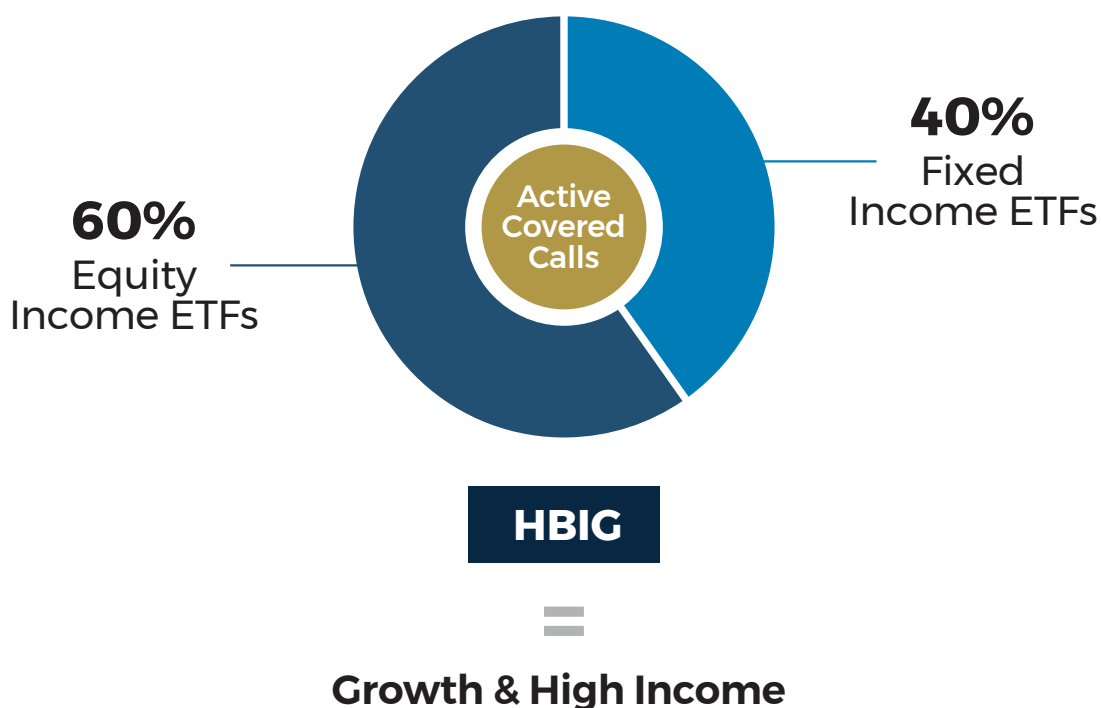 40%
Fixed
Income ETFs
60%
Equity
Income ETFs
Active
Covered
Calls
HBIG
=
Growth & High Income